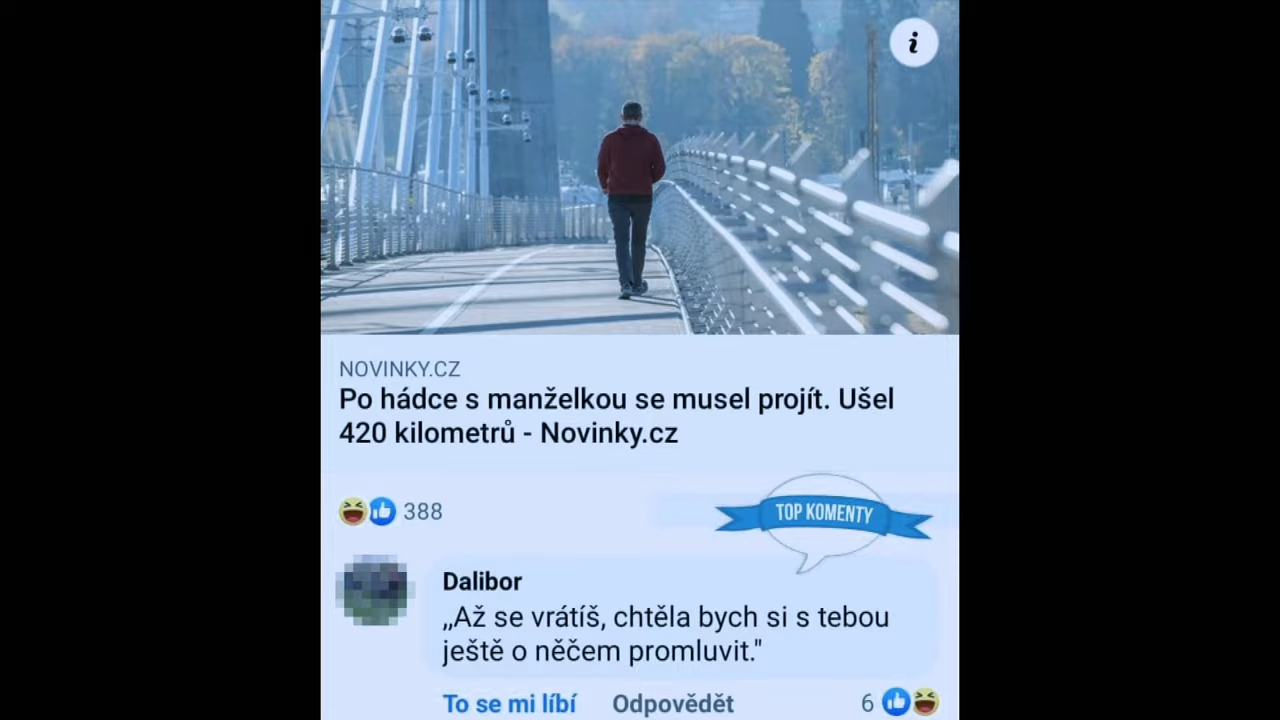 i
NOVINKY.CZ
Po hádce s manželkou se musel projít. Ušel
420 kilometrů - Novinky.cz
388
TOP KOMENTY
Dalibor
„Až se vrátíš, chtěla bych si s tebou
ještě o něčem promluvit."
To se mi líbí Odpovědět 6